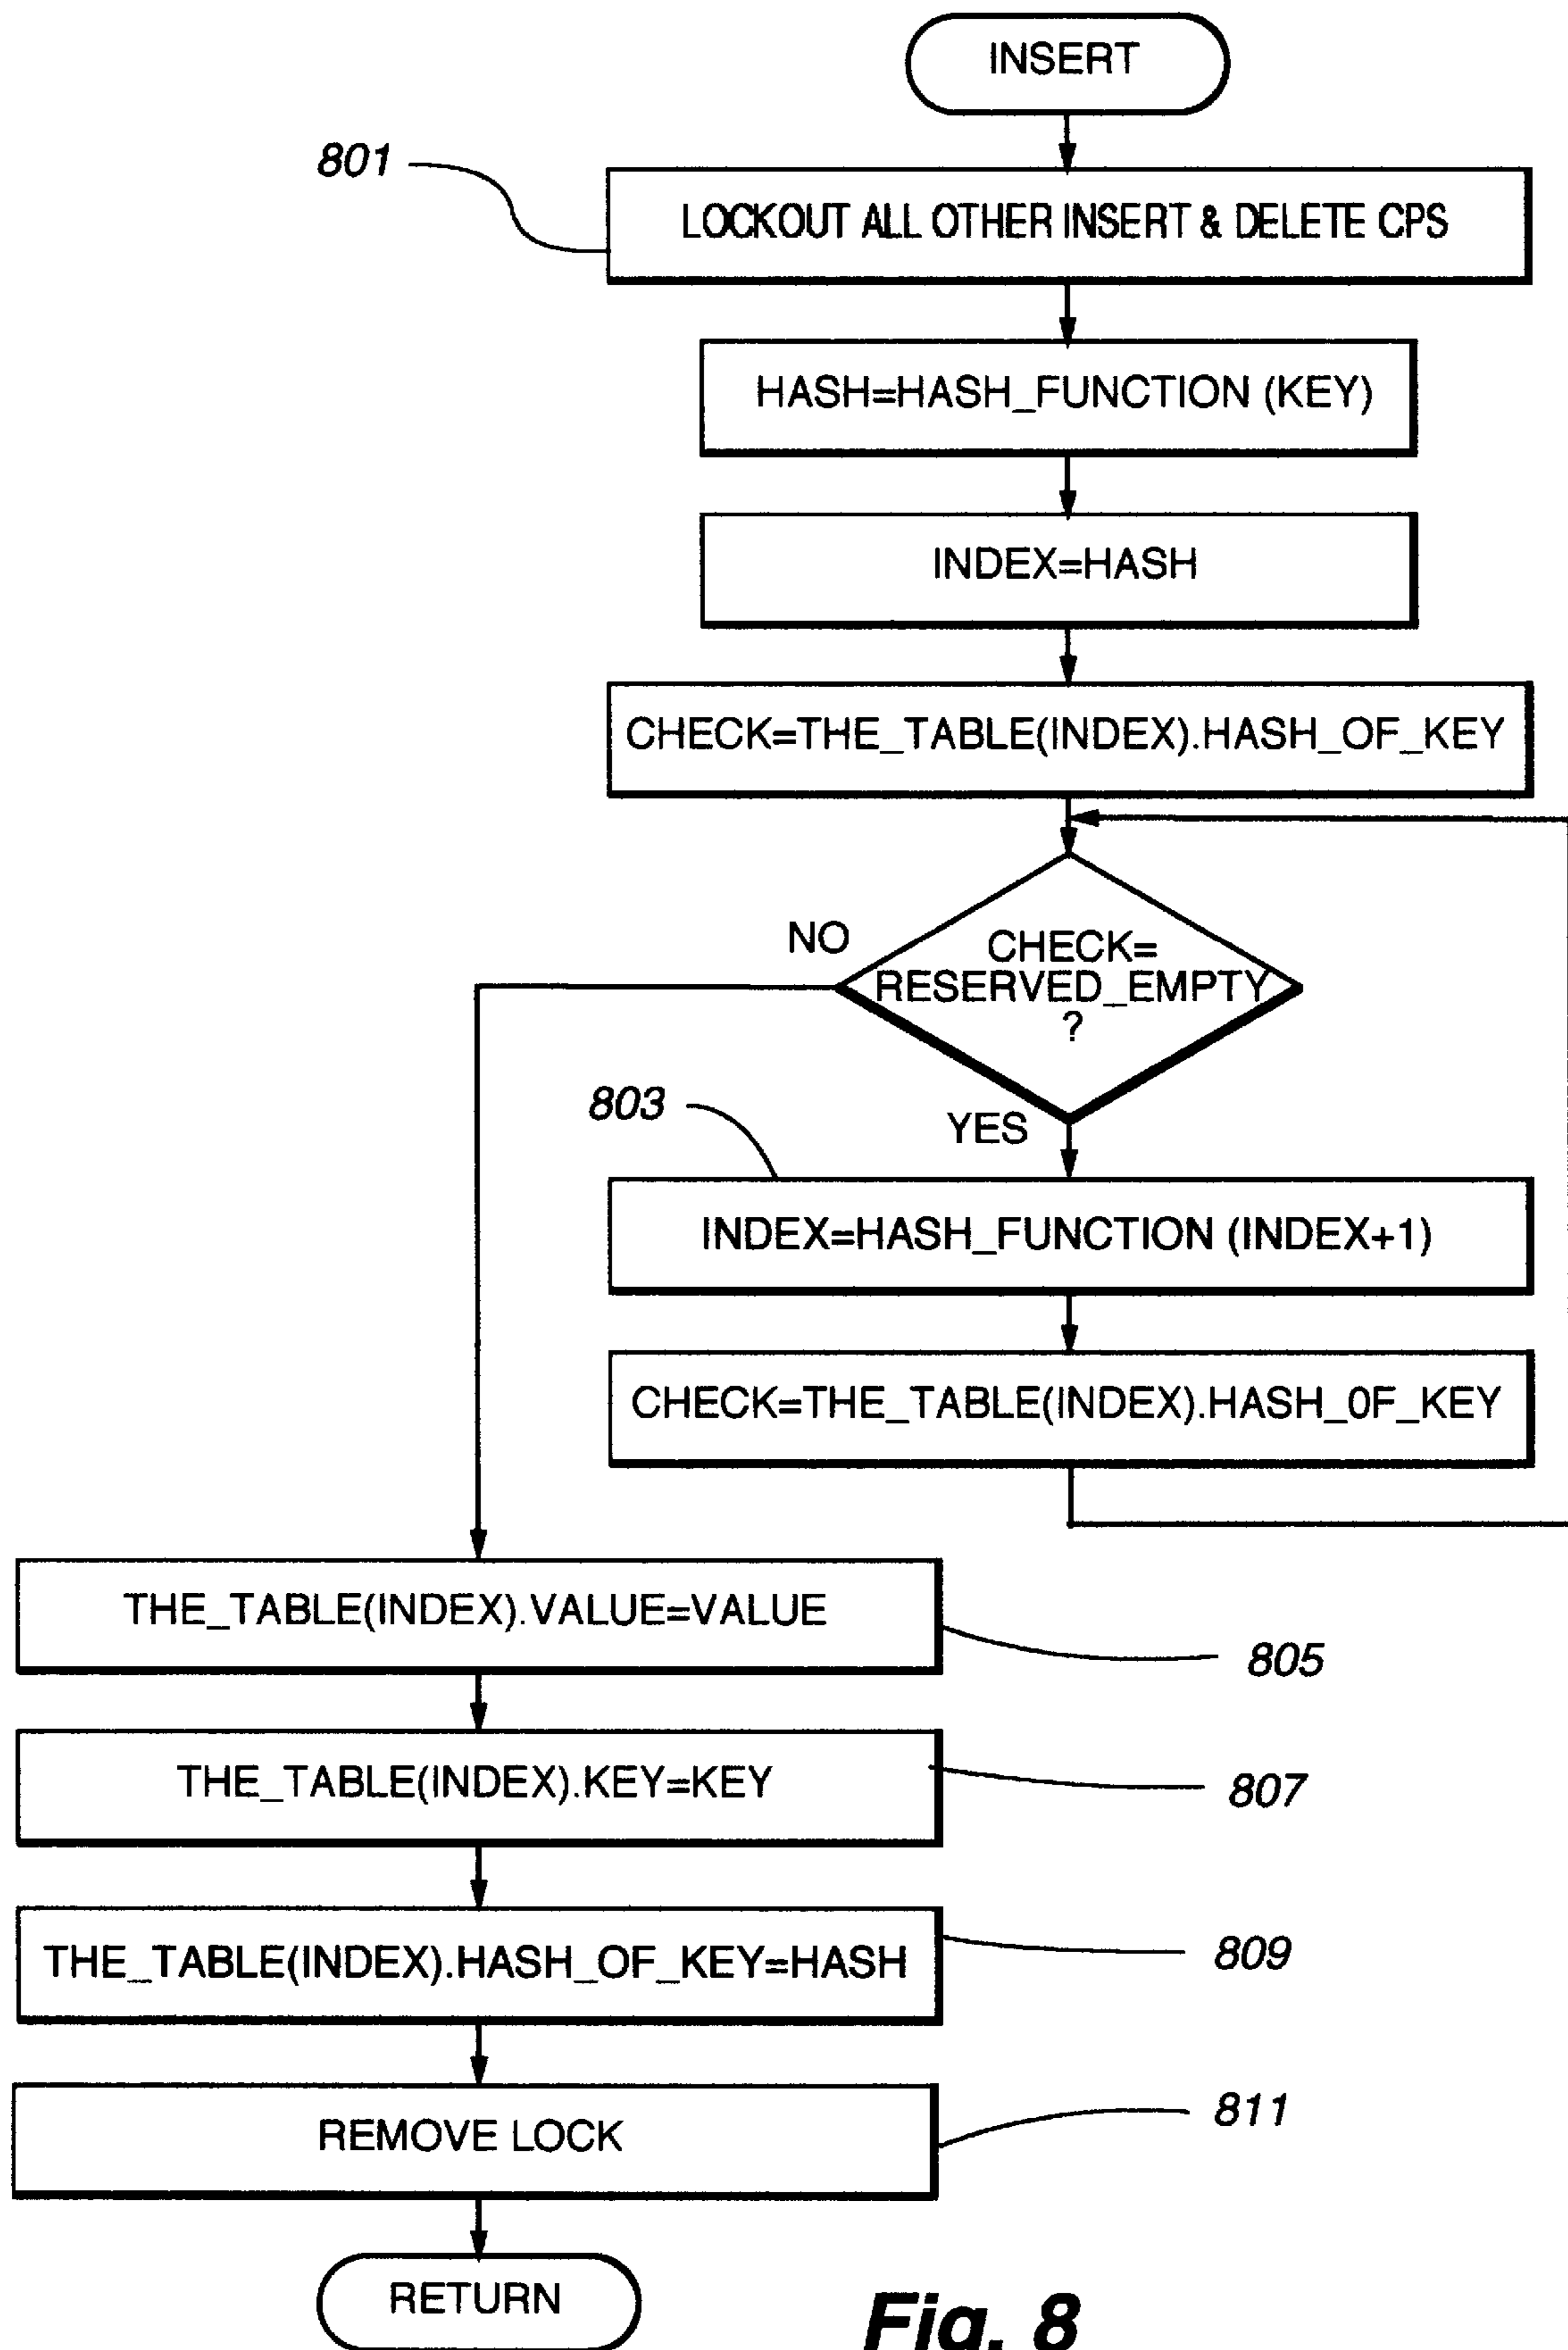 INSERT
801
LOCKOUT ALL OTHER INSERT & DELETE CPS
HASH=HASH_FUNCTION (KEY)
INDEX=HASH
CHECK=THE_TABLE(INDEX).HASH_OF_KEY
NO
CHECK=
RESERVED_EMPTY
?
803
YES
INDEX=HASH_FUNCTION (INDEX+1)
CHECK=THE_TABLE(INDEX).HASH_0F_KEY
THE_TABLE(INDEX).VALUE=VALUE
805
THE_TABLE(INDEX).KEY=KEY
807
THE_TABLE(INDEX).HASH_OF_KEY=HASH
809
REMOVE LOCK
811
RETURN
Fig. 8